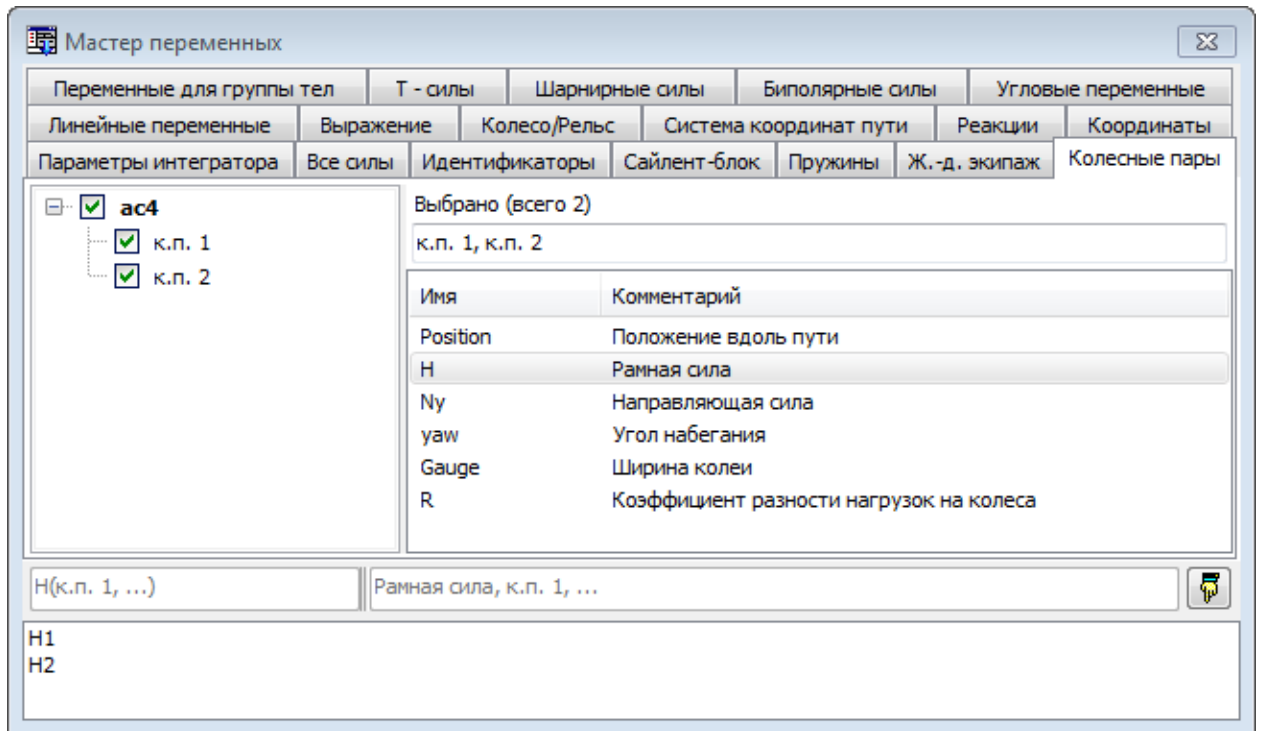 Мастер переменных
Переменные для группы тел Т - силы Шарнирные силы Биполярные силы Угловые переменные
Линейные переменные Выражение Колесо/Рельс Система координат пути Реакции Координаты
Параметры интегратора Все силы Идентификаторы Сайлент-блок Пружины Ж.-д. экипаж Колесные пары
ac4
к.п. 1
к.п. 2
Выбрано (всего 2)
к.п. 1, к.п. 2
Имя Комментарий
Position Положение вдоль пути
H Рамная сила
Ny Направляющая сила
yaw Угол набегания
Gauge Ширина колеи
R Коэффициент разности нагрузок на колеса
H(к.п. 1, ...) Рамная сила, к.п. 1, ...
H1
H2